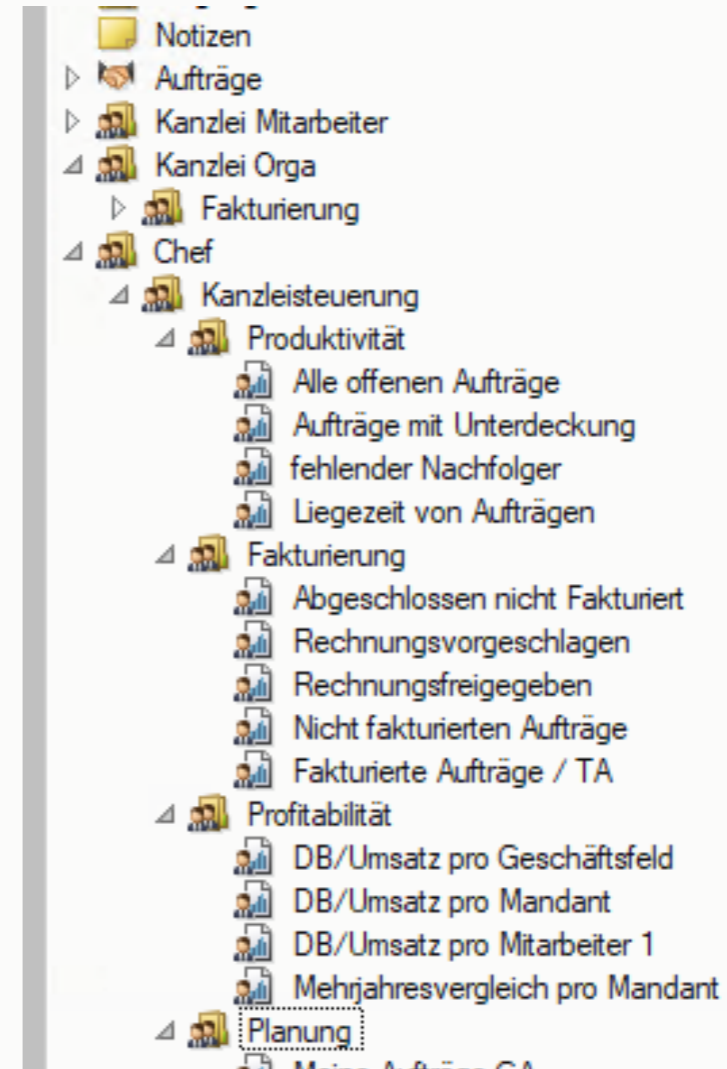 Notizen
Aufträge
Kanzlei Mitarbeiter
Kanzlei Orga
Fakturierung
Chef
Kanzleisteuerung
Produktivität
Alle offenen Aufträge
Aufträge mit Unterdeckung
fehlender Nachfolger
Liegezeit von Aufträgen
Fakturierung
Abgeschlossen nicht Fakturiert
Rechnungsvorgeschlagen
Rechnungsfreigegeben
Nicht fakturierten Aufträge
Fakturierte Aufträge / TA
Profitabilität
DB/Umsatz pro Geschäftsfeld
DB/Umsatz pro Mandant
DB/Umsatz pro Mitarbeiter 1
Mehrjahresvergleich pro Mandant
Planung
Meine Aufträge